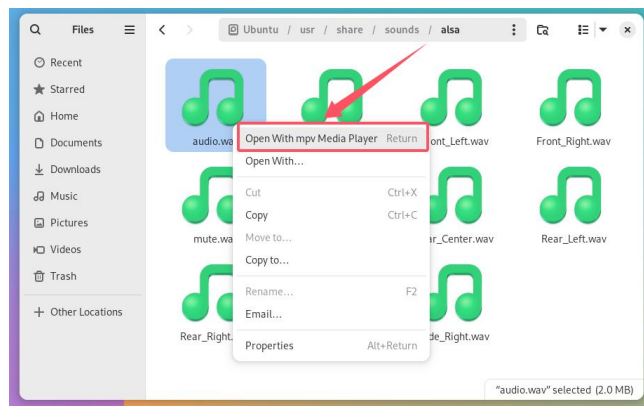 Files
Ubuntu / usr / share / sounds / alsa
Recent
Starred
Home
Documents
Downloads
Music
Pictures
Videos
Trash
Other Locations
audio.wa
ont_Left.wav
Front_Right.wav
mute.wa
ar_Center.wav
Rear_Left.wav
Rear_Right.
de_Right.wav
Open With mpv Media Player Return
Open With...
Cut Ctrl+X
Copy Ctrl+C
Move to...
Copy to...
Rename... F2
Email...
Properties Alt+Return
"audio.wav" selected (2.0 MB)